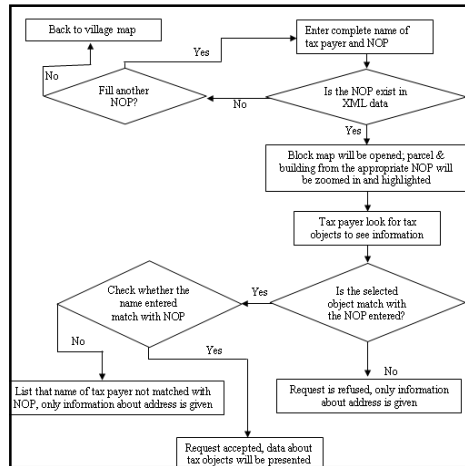 Back to village map
Yes
Enter complete name of
tax payer and NOP
No
Fill another
NOP?
No
Is the NOP exist in
XML data
Yes
Block map will be opened; parcel &
building from the appropriate NOP will
be zoomed in and highlighted
Tax payer look for tax
objects to see information
Check whether the
name entered
match with NOP
Yes
Is the selected
object match with
the NOP entered?
No
Yes
No
List that name of tax payer not matched with
NOP, only information about address is given
Request is refused, only information
about address is given
Request accepted, data about
tax objects will be presented